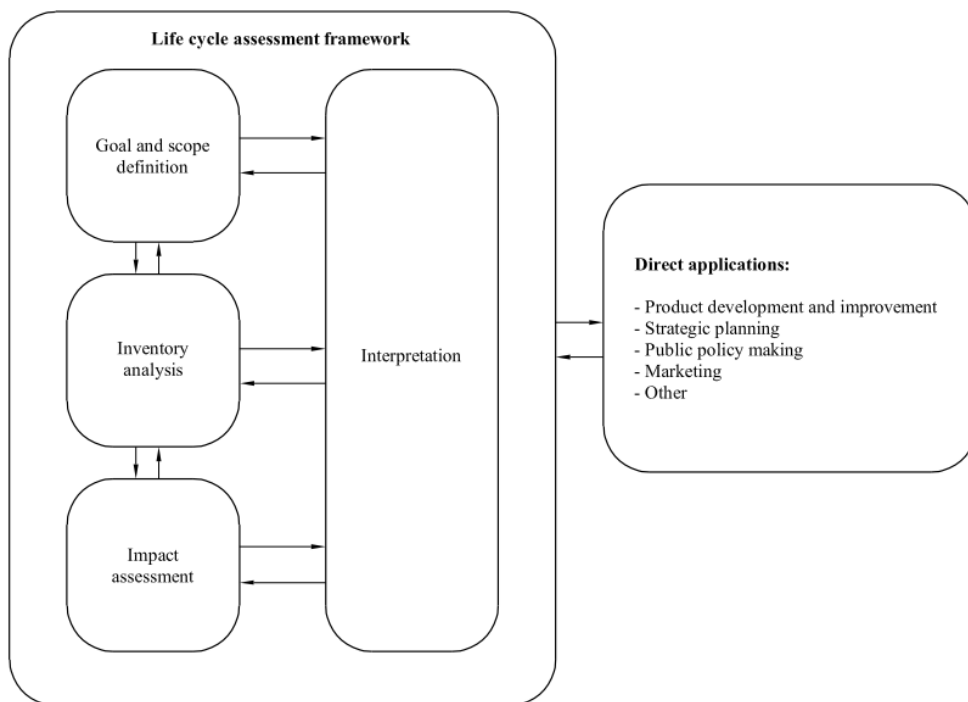 Life cycle assessment framework
Goal and scope
definition
Inventory
analysis
Impact
assessment
Interpretation
Direct applications:
- Product development and improvement
- Strategic planning
- Public policy making
- Marketing
- Other